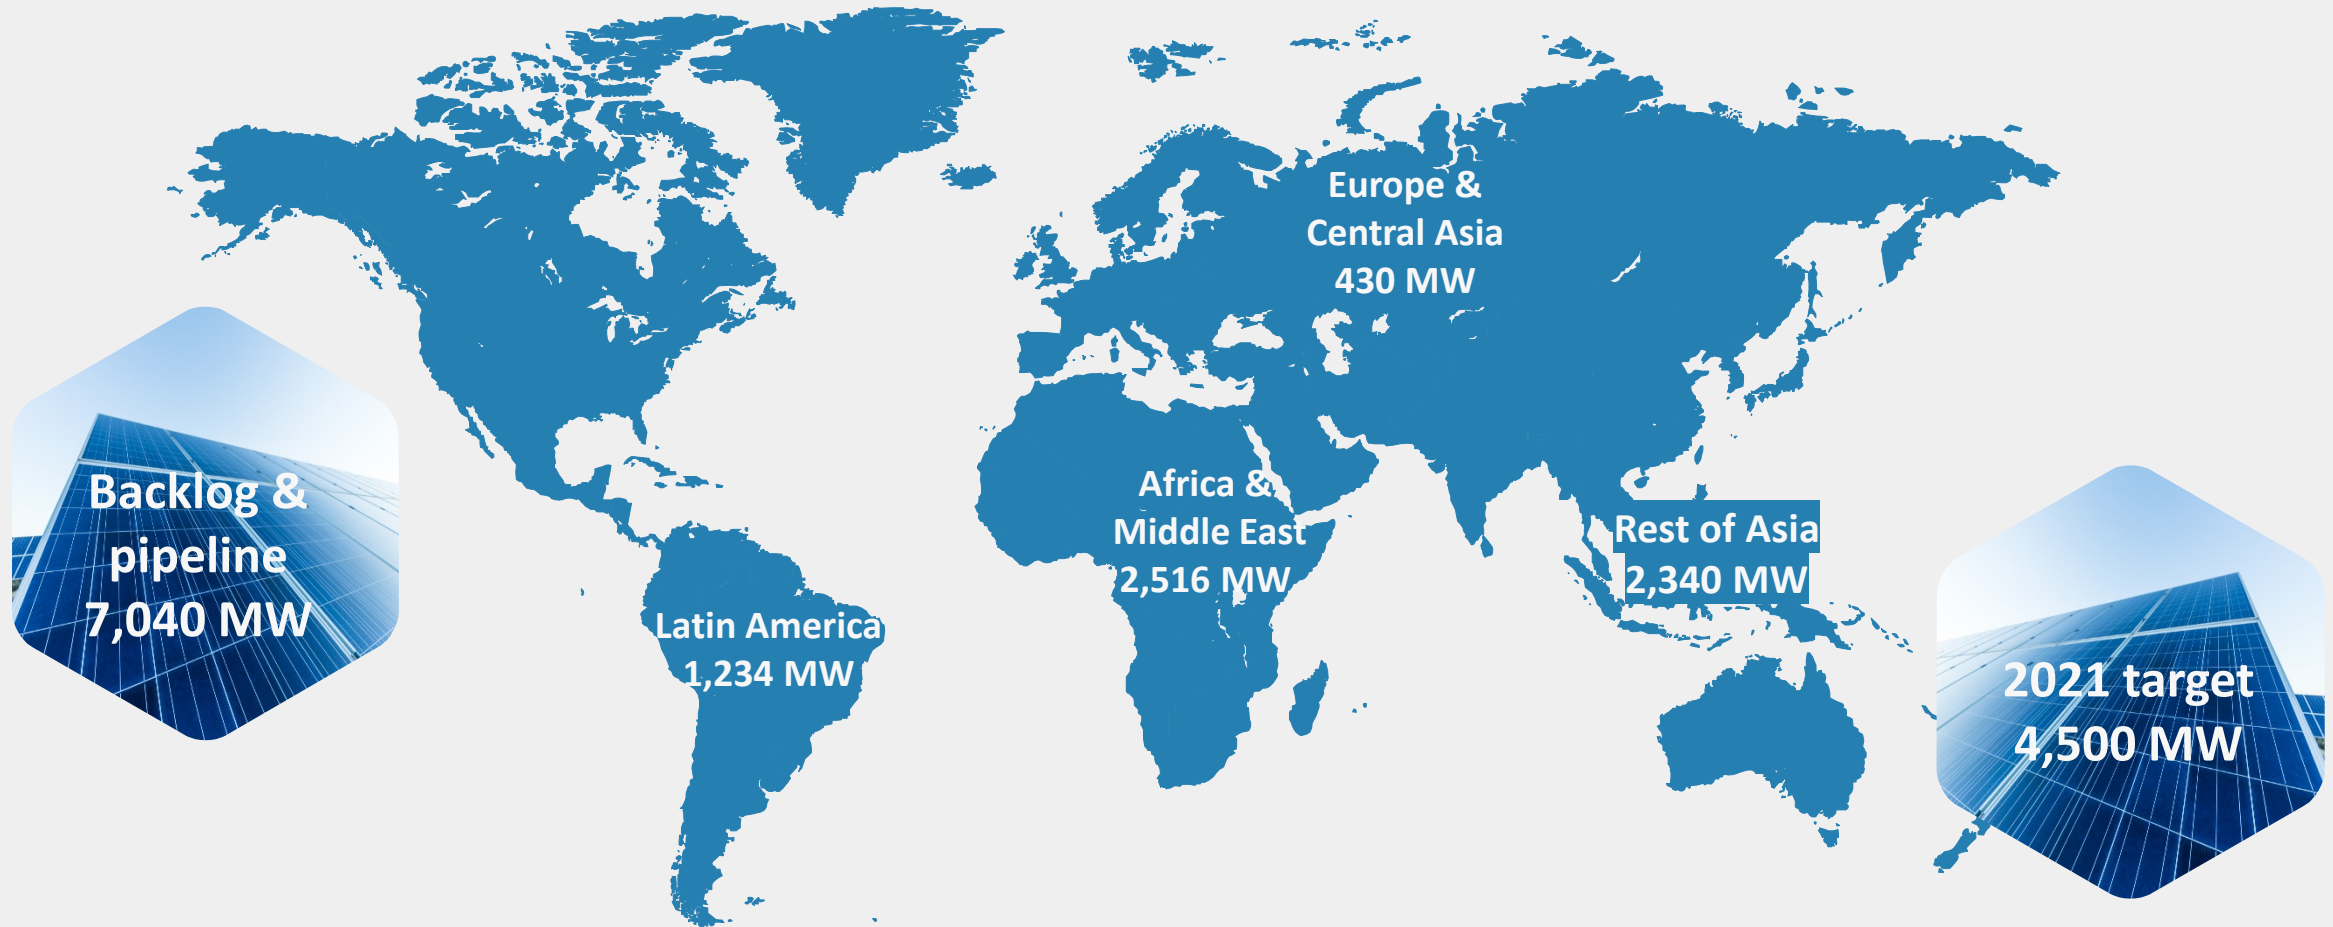 Europe &
Central Asia
430 MW
Backlog &
pipeline
7,040 MW
Africa &
Middle East
2,516 MW
Rest of Asia
2,340 MW
Latin America
1,234 MW
2021 target
4,500 MW